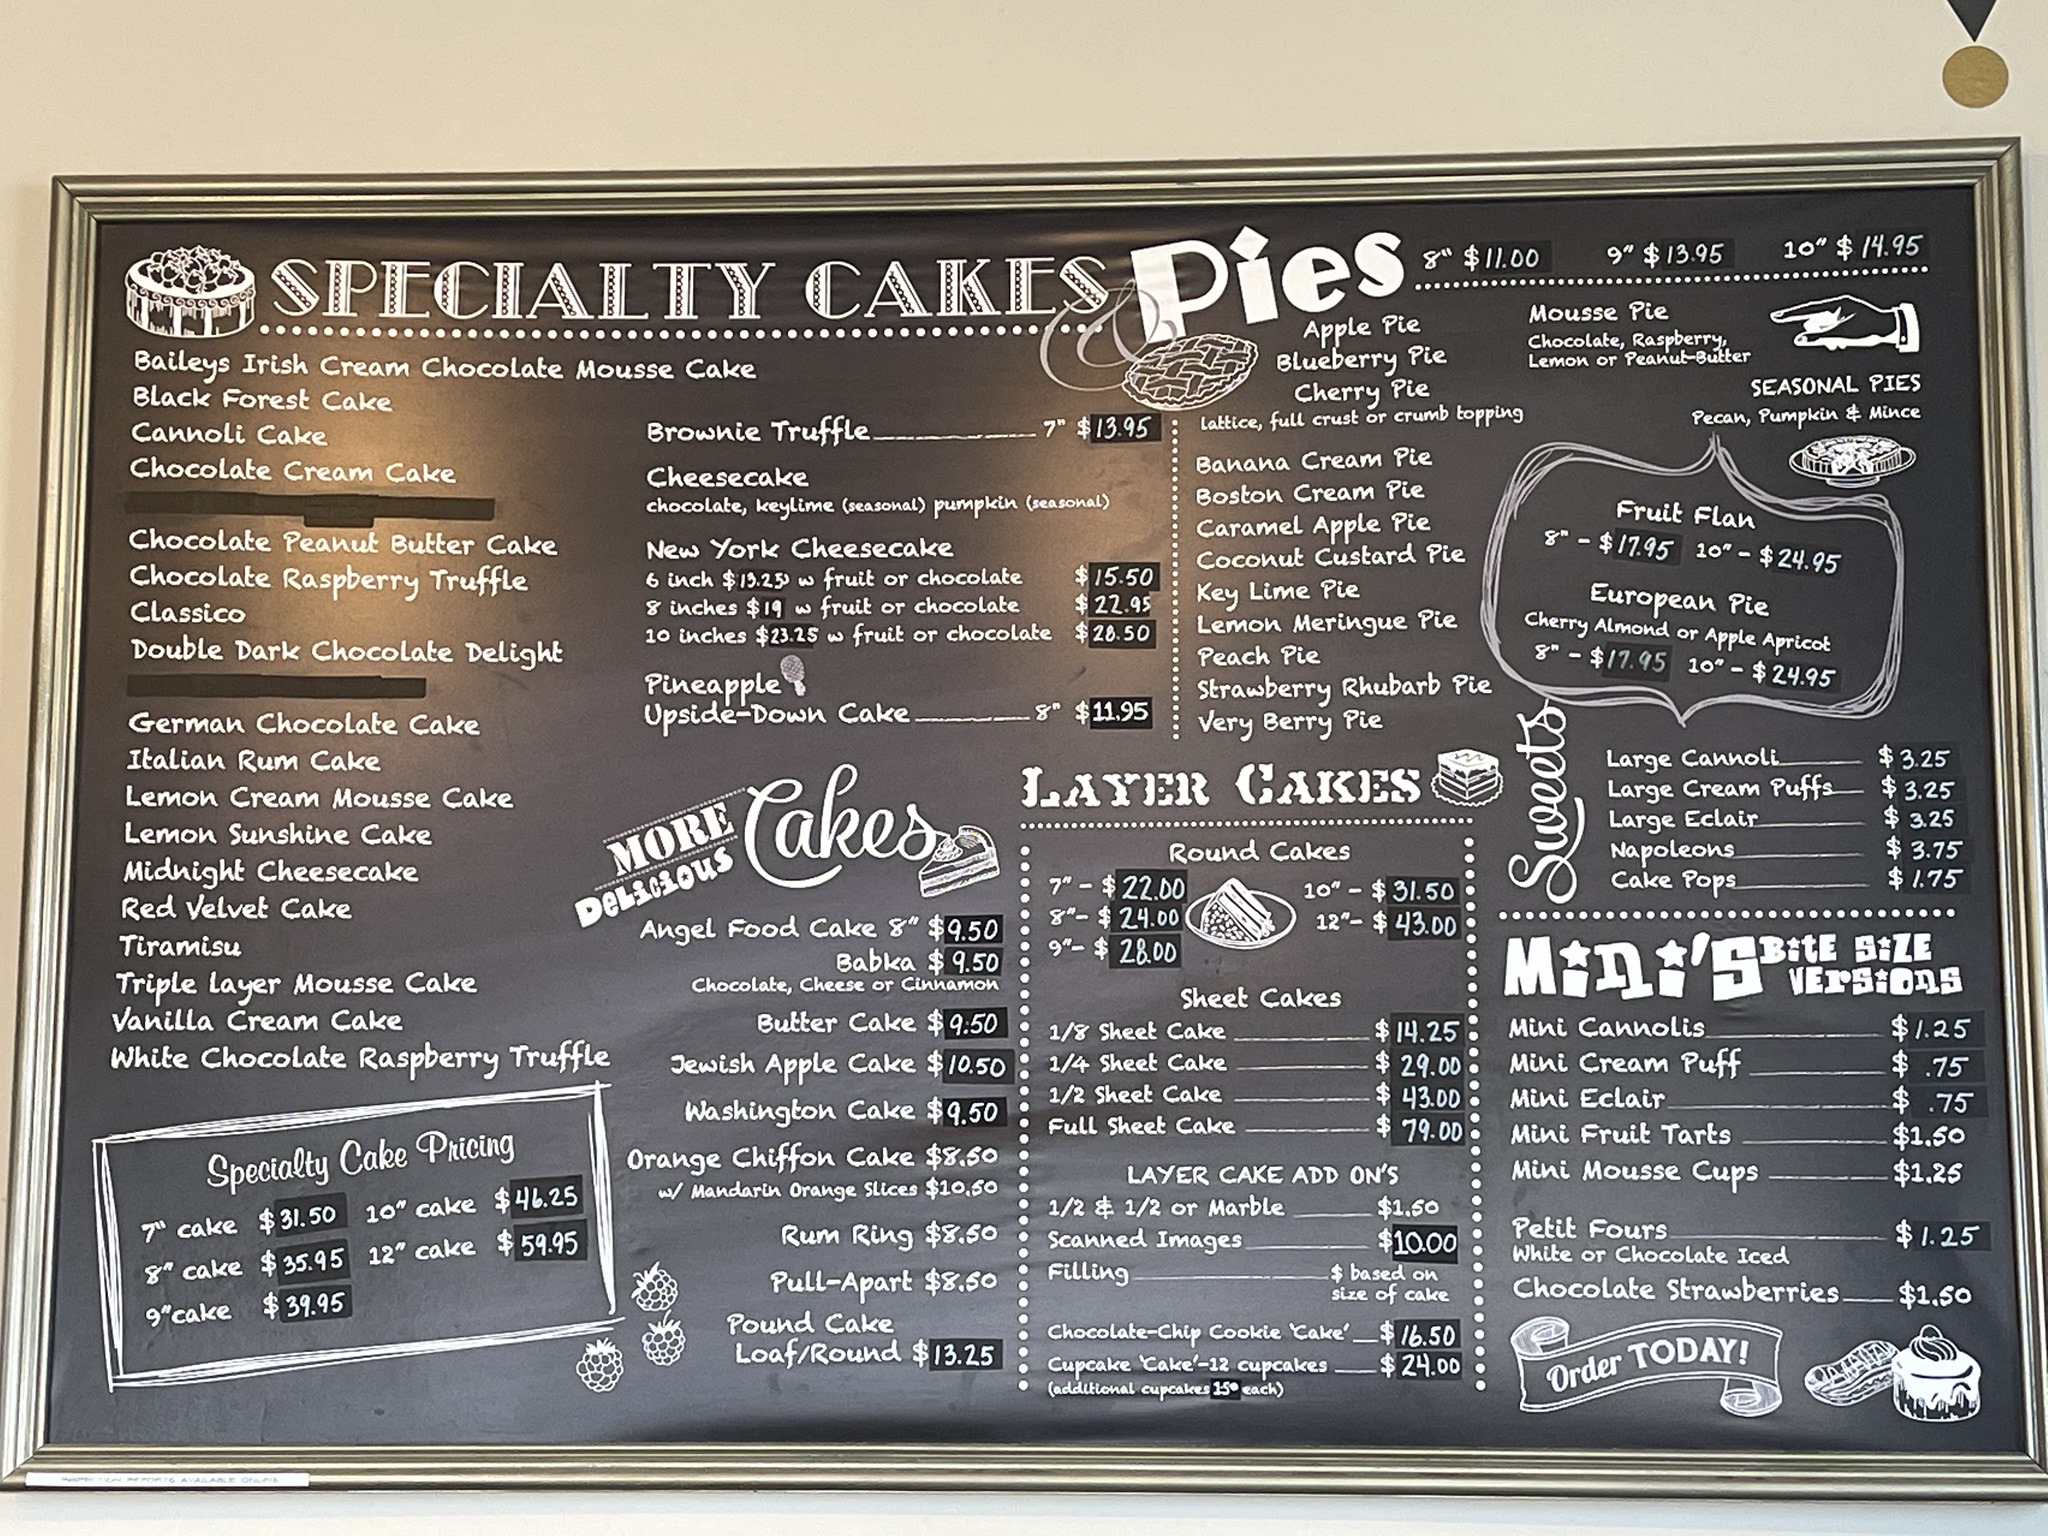 SPECIALTY CAKES
&
Pies
8" $11.00 9" $13.95 10" $14.95
Baileys Irish Cream Chocolate Mousse Cake
Black Forest Cake
Cannoli Cake
Chocolate Cream Cake
Chocolate Peanut Butter Cake
Chocolate Raspberry Truffle
Classico
Double Dark Chocolate Delight
German Chocolate Cake
Italian Rum Cake
Lemon Cream Mousse Cake
Lemon Sunshine Cake
Midnight Cheesecake
Red Velvet Cake
Tiramisu
Triple layer Mousse Cake
Vanilla Cream Cake
White Chocolate Raspberry Truffle
Specialty Cake Pricing
7" cake $31.50 10" cake $46.25
8" cake $35.95 12" cake $59.95
9" cake $39.95
Brownie Truffle 7" $13.95
Cheesecake
chocolate, keylime (seasonal) pumpkin (seasonal)
New York Cheesecake
6 inch $13.25 w fruit or chocolate $15.50
8 inches $19 w fruit or chocolate $22.95
10 inches $23.25 w fruit or chocolate $28.50
Pineapple
Upside-Down Cake 8" $11.95
MORE
Delicious
Cakes
Angel Food Cake 8" $9.50
Babka $9.50
Chocolate, Cheese or Cinnamon
Butter Cake $9.50
Jewish Apple Cake $10.50
Washington Cake $9.50
Orange Chiffon Cake $8.50
w/ Mandarin Orange Slices $10.50
Rum Ring $8.50
Pull-Apart $8.50
Pound Cake
Loaf/Round $13.25
Apple Pie
Blueberry Pie
Cherry Pie
lattice, full crust or crumb topping
Banana Cream Pie
Boston Cream Pie
Caramel Apple Pie
Coconut Custard Pie
Key Lime Pie
Lemon Meringue Pie
Peach Pie
Strawberry Rhubarb Pie
Very Berry Pie
Mousse Pie
Chocolate, Raspberry,
Lemon or Peanut-Butter
SEASONAL PIES
Pecan, Pumpkin & Mince
Fruit Flan
8" - $17.95 10" - $24.95
European Pie
Cherry Almond or Apple Apricot
8" - $17.95 10" - $24.95
LAYER CAKES
Round Cakes
7" - $22.00 10" - $31.50
8" - $24.00 12" - $43.00
9" - $28.00
Sheet Cakes
1/8 Sheet Cake $14.25
1/4 Sheet Cake $29.00
1/2 Sheet Cake $43.00
Full Sheet Cake $79.00
LAYER CAKE ADD ON'S
1/2 & 1/2 or Marble $1.50
Scanned Images $10.00
Filling $ based on
size of cake
Chocolate-Chip Cookie 'Cake' $16.50
Cupcake 'Cake'-12 cupcakes $24.00
(additional cupcakes each)
Sweets
Large Cannoli $3.25
Large Cream Puffs $3.25
Large Eclair $3.25
Napoleons $3.75
Cake Pops $1.75
Mini's BITE SIZE
VERSIONS
Mini Cannolis $1.25
Mini Cream Puff $.75
Mini Eclair $.75
Mini Fruit Tarts $1.50
Mini Mousse Cups $1.25
Petit Fours $1.25
White or Chocolate Iced
Chocolate Strawberries $1.50
Order TODAY!
INSPECTION REPORTS AVAILABLE ONLINE